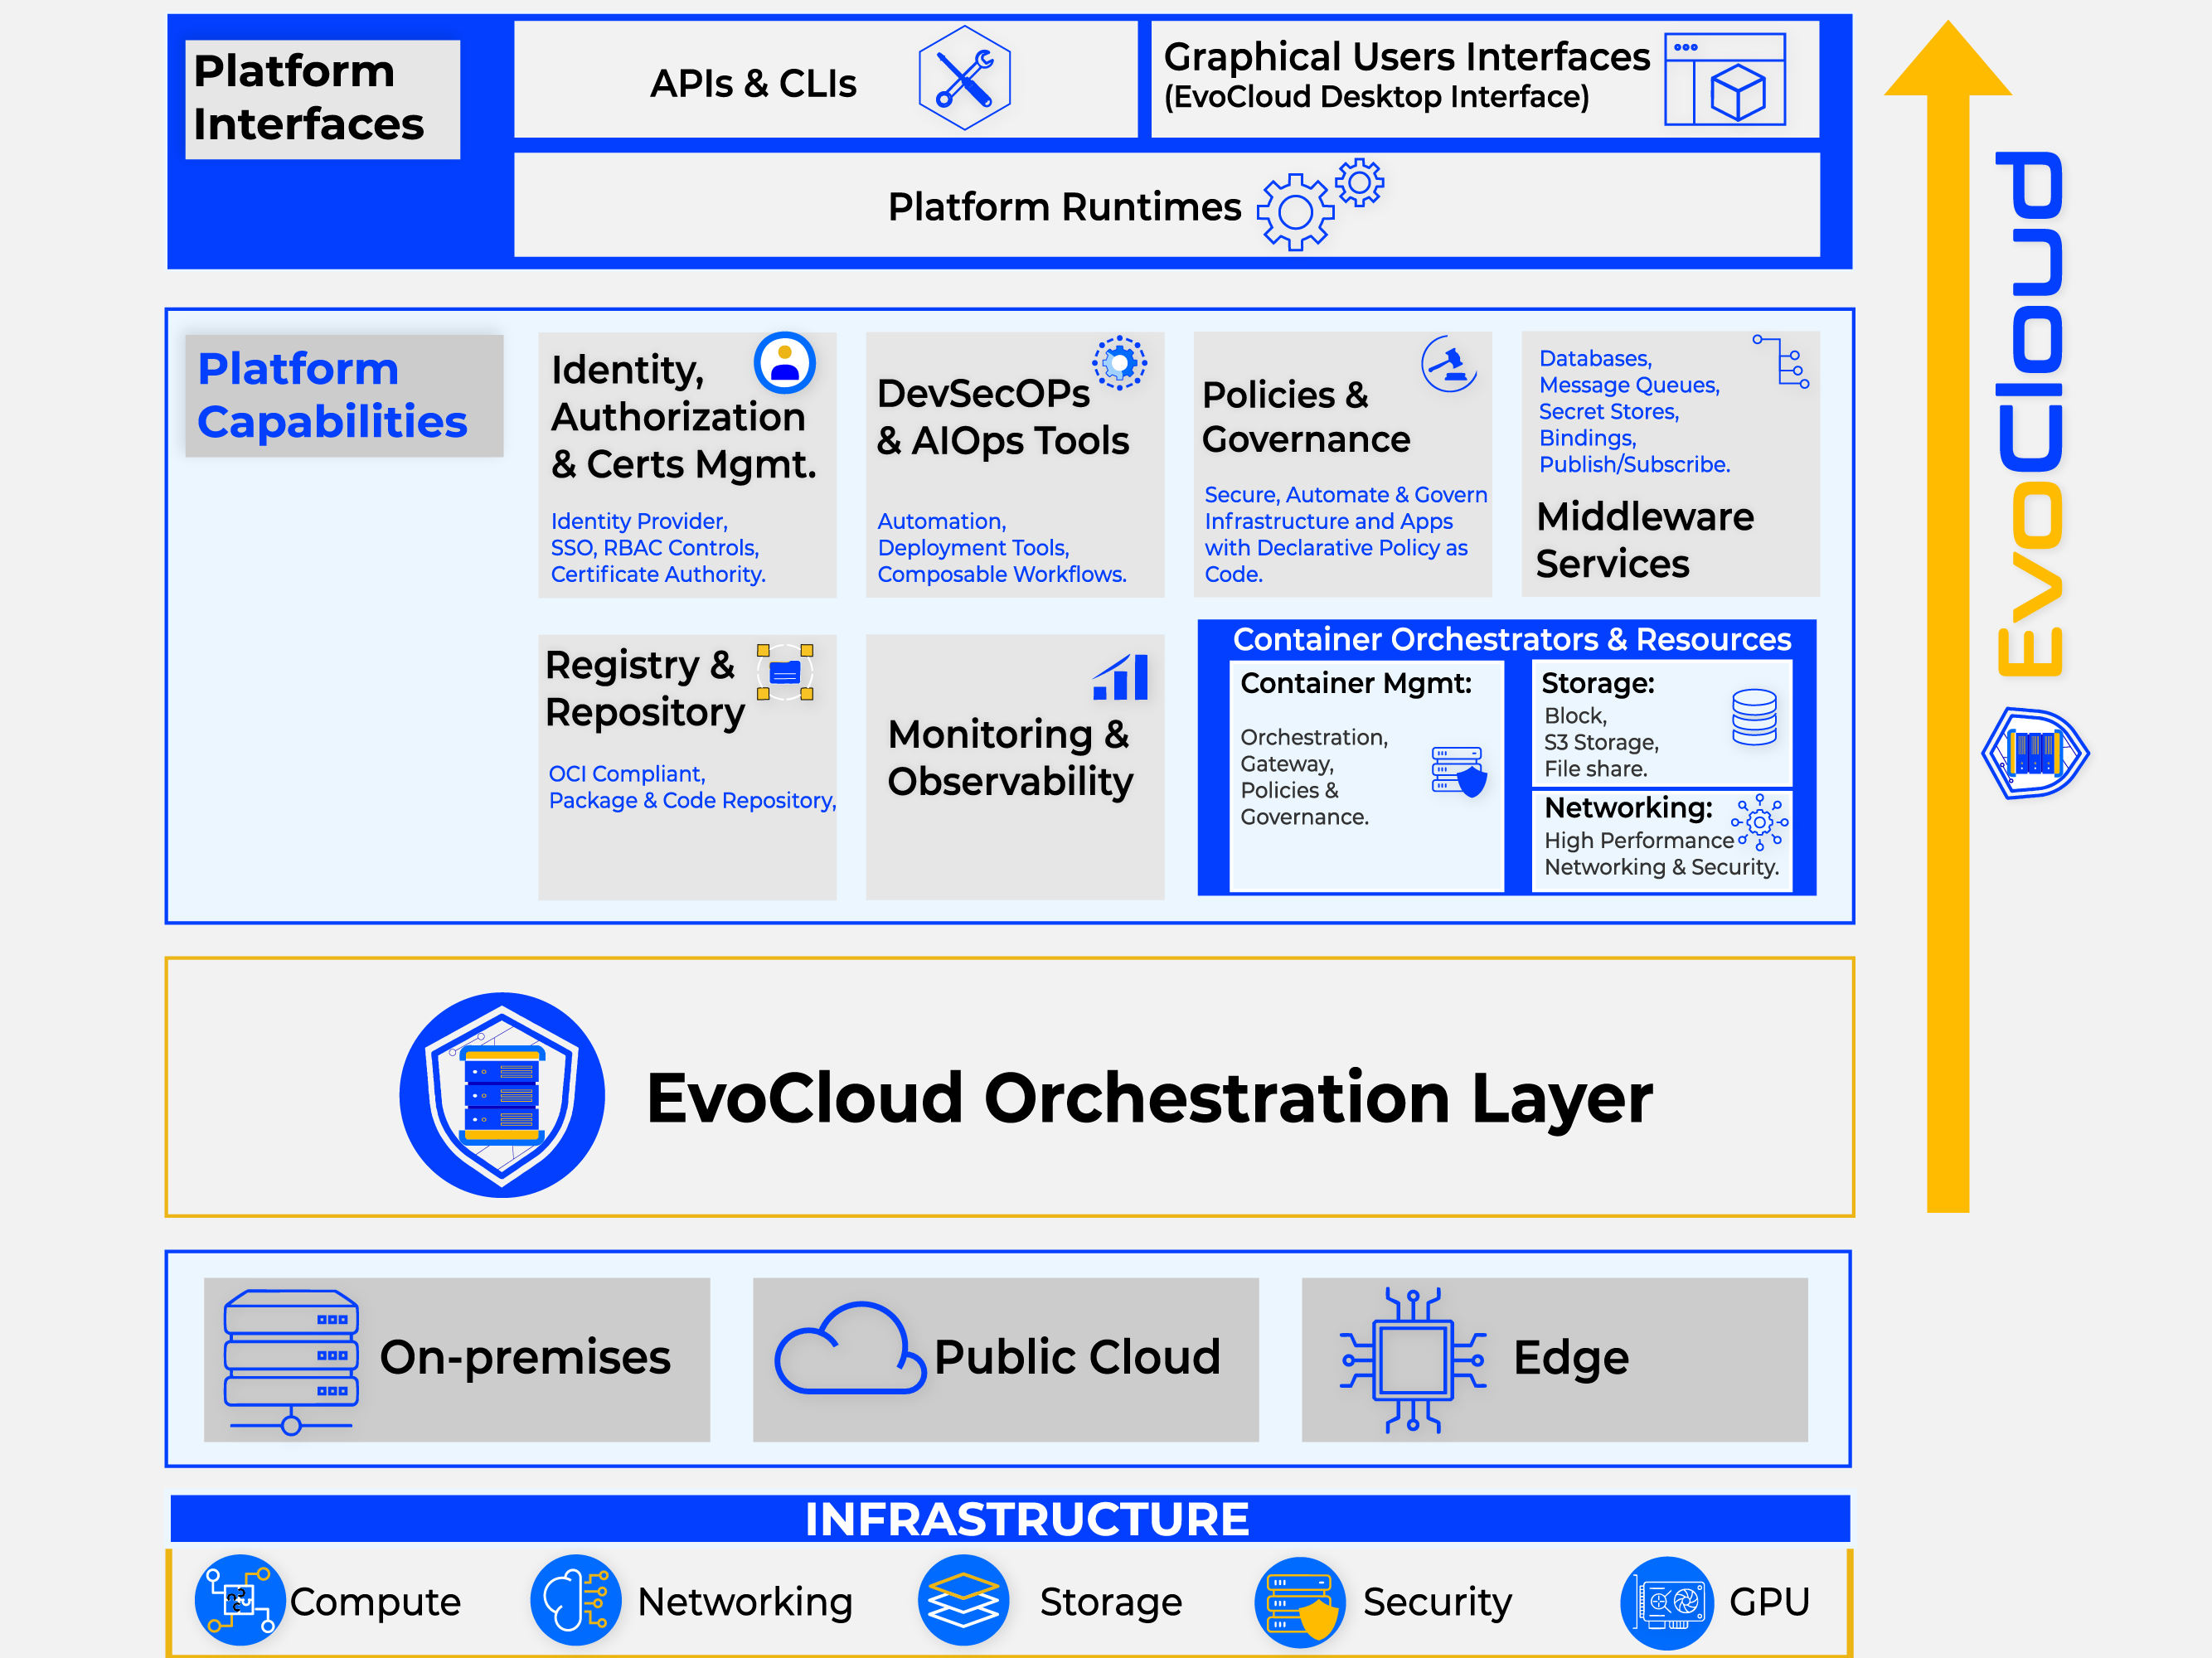 Platform
Interfaces
APIs & CLIs
Graphical Users Interfaces
(EvoCloud Desktop Interface)
Platform Runtimes
Platform
Capabilities
Identity,
Authorization
& Certs Mgmt.
Identity Provider,
SSO, RBAC Controls,
Certificate Authority.
DevSecOPs
& AIOps Tools
Automation,
Deployment Tools,
Composable Workflows.
Policies &
Governance
Secure, Automate & Govern
Infrastructure and Apps
with Declarative Policy as
Code.
Databases,
Message Queues,
Secret Stores,
Bindings,
Publish/Subscribe.
Middleware
Services
Registry &
Repository
OCI Compliant,
Package & Code Repository,
Monitoring &
Observability
Container Orchestrators & Resources
Container Mgmt:
Orchestration,
Gateway,
Policies &
Governance.
Storage:
Block,
S3 Storage,
File share.
Networking:
High Performance
Networking & Security.
EvoCloud
EvoCloud Orchestration Layer
On-premises
Public Cloud
Edge
INFRASTRUCTURE
Compute
Networking
Storage
Security
GPU